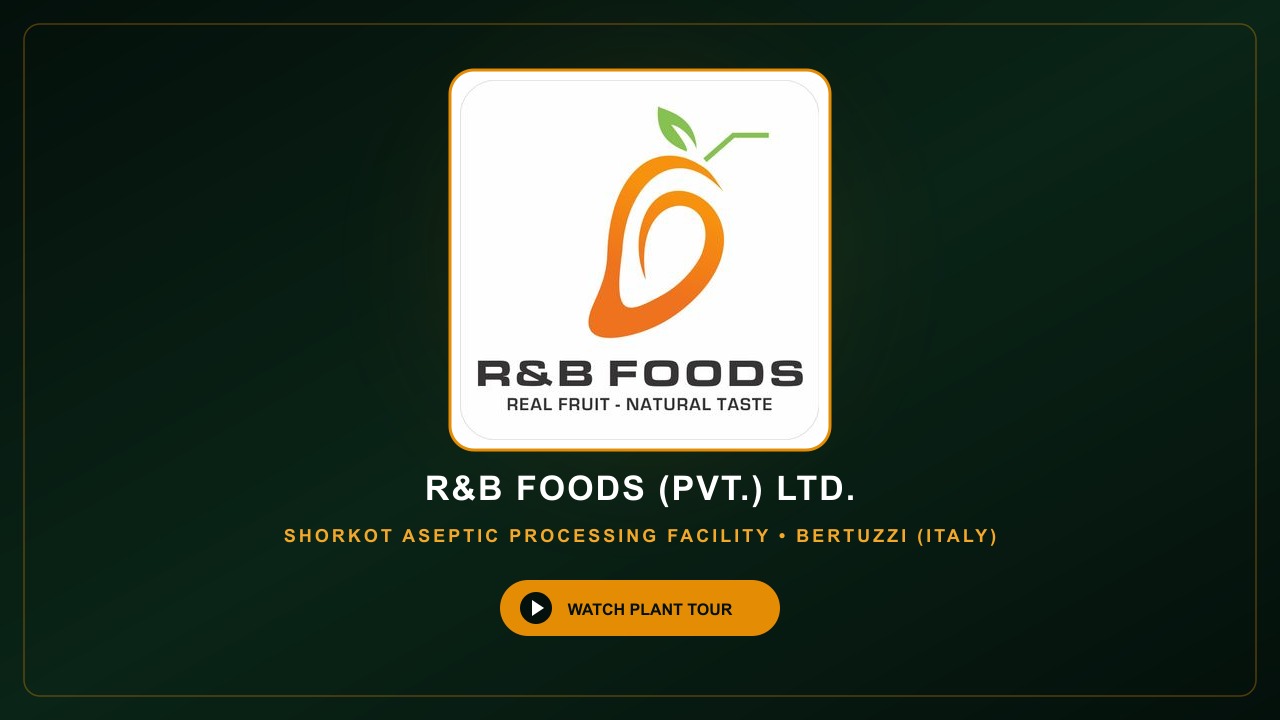 R&B FOODS
REAL FRUIT - NATURAL TASTE
R&B FOODS (PVT.) LTD.
SHORKOT ASEPTIC PROCESSING FACILITY • BERTUZZI (ITALY)
WATCH PLANT TOUR